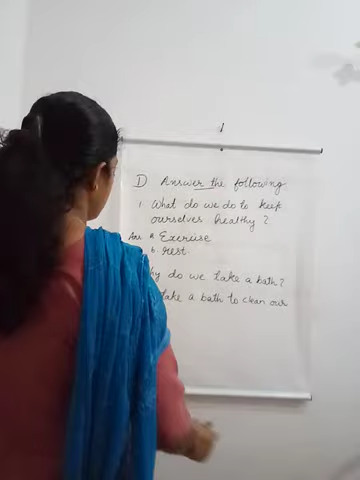 D Answer the following
1. What do we do to keep
ourselves healthy?
Ans a. Exercise
b. rest.
do we take a bath?
take a bath to clean our